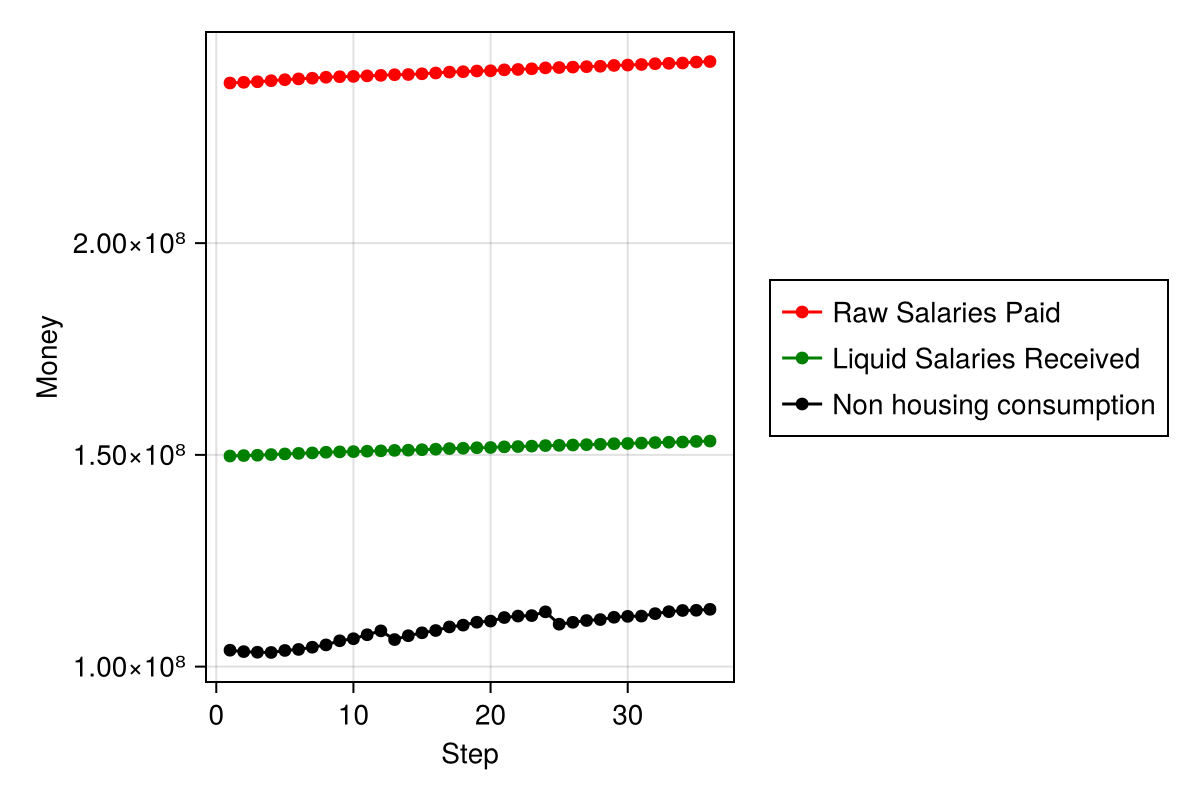 Money
2.00×10⁸
1.50×10⁸
1.00×10⁸
0 10 20 30
Step
Raw Salaries Paid
Liquid Salaries Received
Non housing consumption